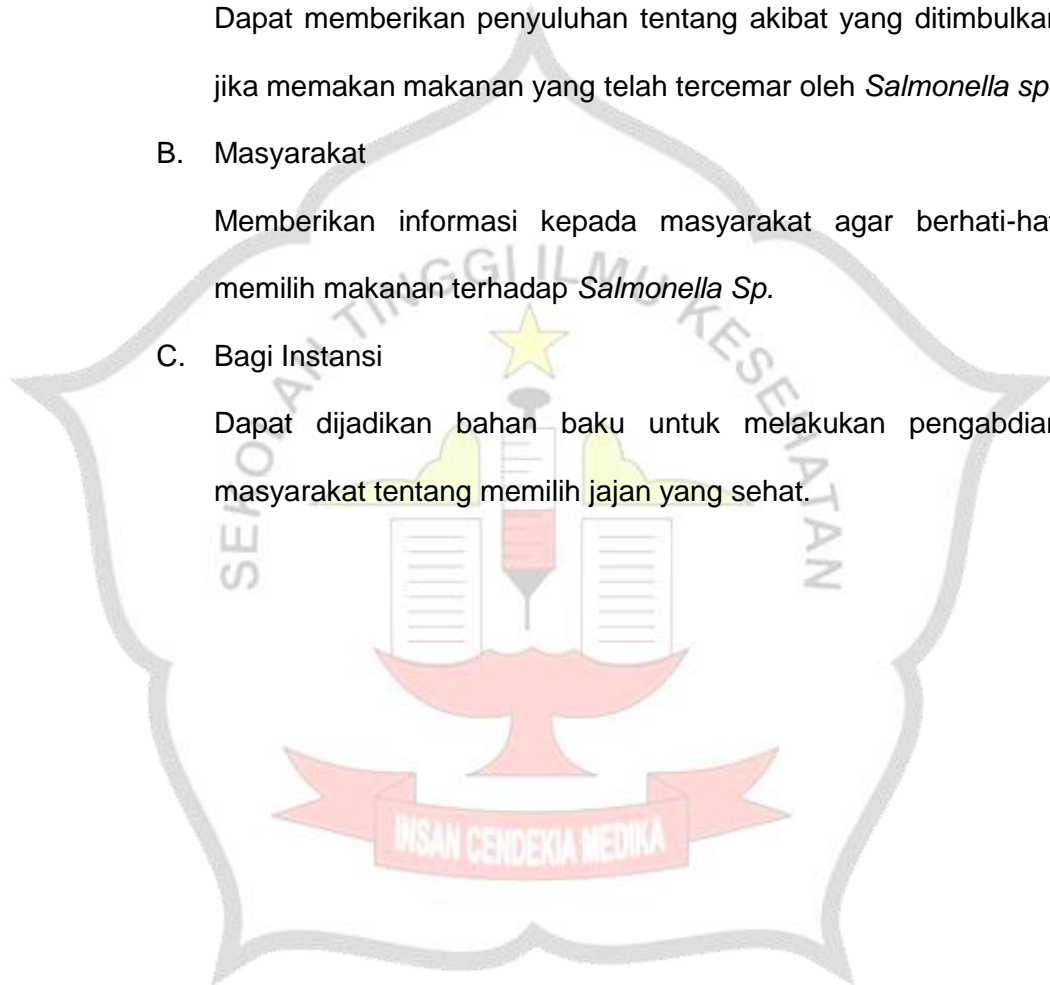 Dapat memberikan penyuluhan tentang akibat yang ditimbulkan
jika memakan makanan yang telah tercemar oleh Salmonella sp
B. Masyarakat
Memberikan informasi kepada masyarakat agar berhati-hat
memilih makanan terhadap Salmonella Sp.
C. Bagi Instansi
Dapat dijadikan bahan baku untuk melakukan pengabdian
masyarakat tentang memilih jajan yang sehat.
SEKOLAH TINGGI ILMU KESEHATAN
INSAN CENDEKIA MEDIKA